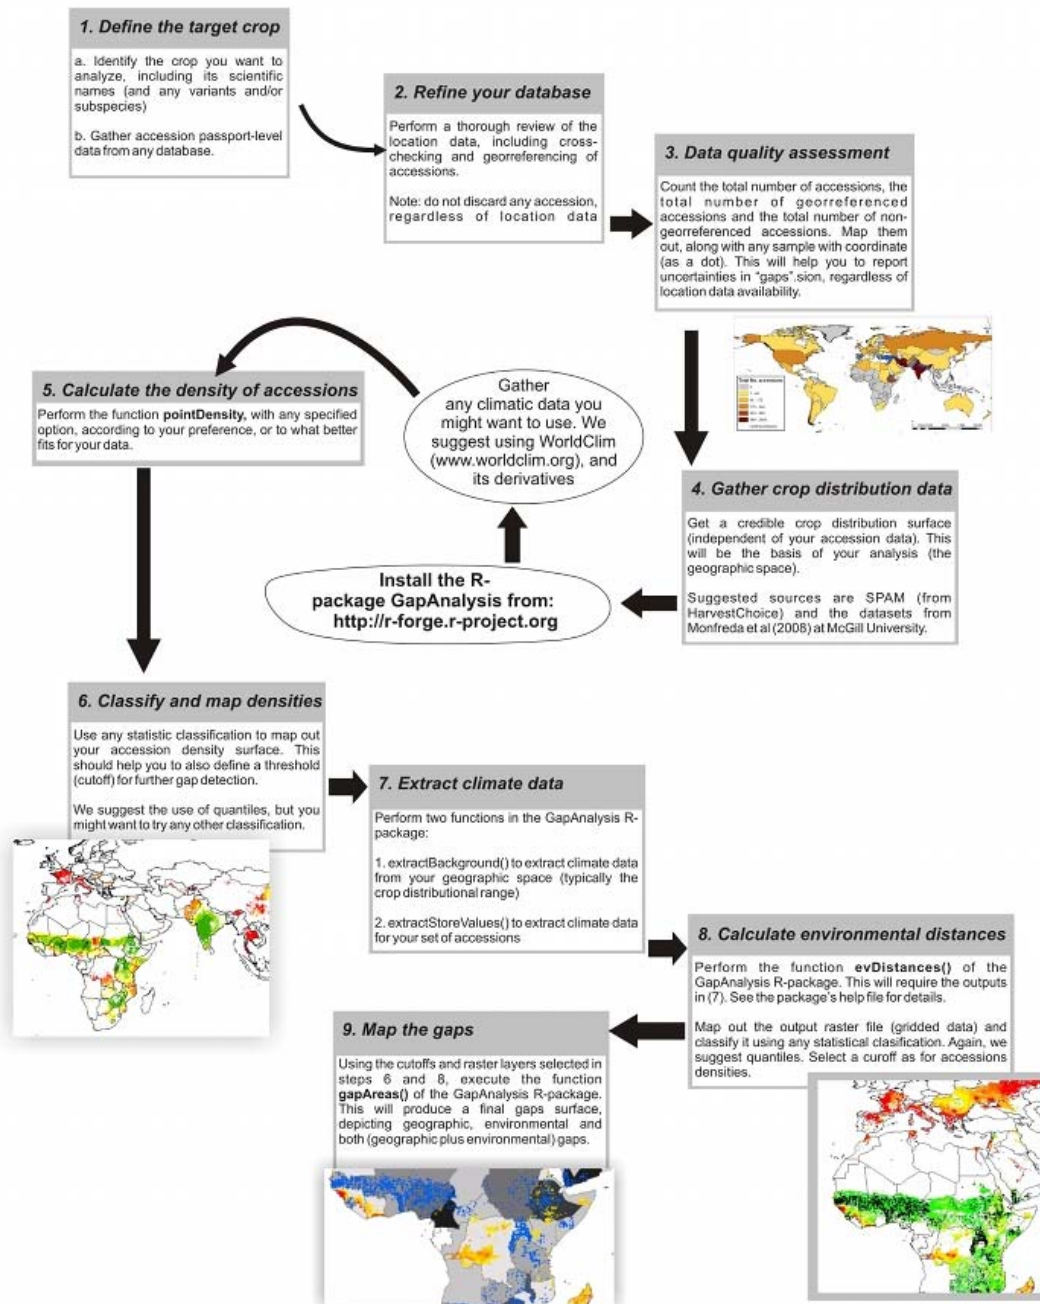 1. Define the target crop
a. Identify the crop you want to
analyze, including its scientific
names (and any variants and/or
subspecies)
b. Gather accession passport-level
data from any database.
2. Refine your database
Perform a thorough review of the
location data, including cross-
checking and georreferencing of
accessions.
Note: do not discard any accession,
regardless of location data
3. Data quality assessment
Count the total number of accessions, the
total number of georreferenced
accessions and the total number of non-
georreferenced accessions. Map them
out, along with any sample with coordinate
(as a dot). This will help you to report
uncertainties in "gaps".sion, regardless of
location data availability.
4. Gather crop distribution data
Get a credible crop distribution surface
(independent of your accession data). This
will be the basis of your analysis (the
geographic space).
Suggested sources are SPAM (from
HarvestChoice) and the datasets from
Monfreda et al (2008) at McGill University.
Install the R-
package GapAnalysis from:
http://r-forge.r-project.org
Gather
any climatic data you
might want to use. We
suggest using WorldClim
(www.worldclim.org), and
its derivatives
5. Calculate the density of accessions
Perform the function pointDensity, with any specified
option, according to your preference, or to what better
fits for your data.
6. Classify and map densities
Use any statistic classification to map out
your accession density surface. This
should help you to also define a threshold
(cutoff) for further gap detection.
We suggest the use of quantiles, but you
might want to try any other classification.
7. Extract climate data
Perform two functions in the GapAnalysis R-
package:
1. extractBackground() to extract climate data
from your geographic space (typically the
crop distributional range)
2. extractStoreValues() to extract climate data
for your set of accessions
8. Calculate environmental distances
Perform the function evDistances() of the
GapAnalysis R-package. This will require the outputs
in (7). See the package's help file for details.
Map out the output raster file (gridded data) and
classify it using any statistical clasification. Again, we
suggest quantiles. Select a curoff as for accessions
densities.
9. Map the gaps
Using the cutoffs and raster layers selected in
steps 6 and 8, execute the function
gapAreas() of the GapAnalysis R-package.
This will produce a final gaps surface,
depicting geographic, environmental and
both (geographic plus environmental) gaps.